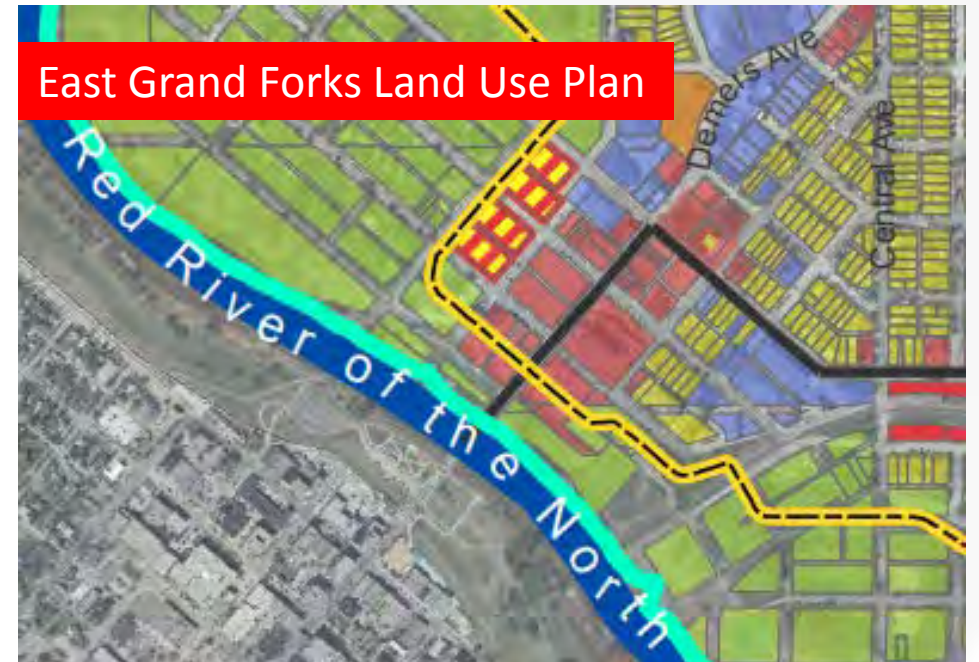 East Grand Forks Land Use Plan
Demers Ave
Central Ave
Red River of the North